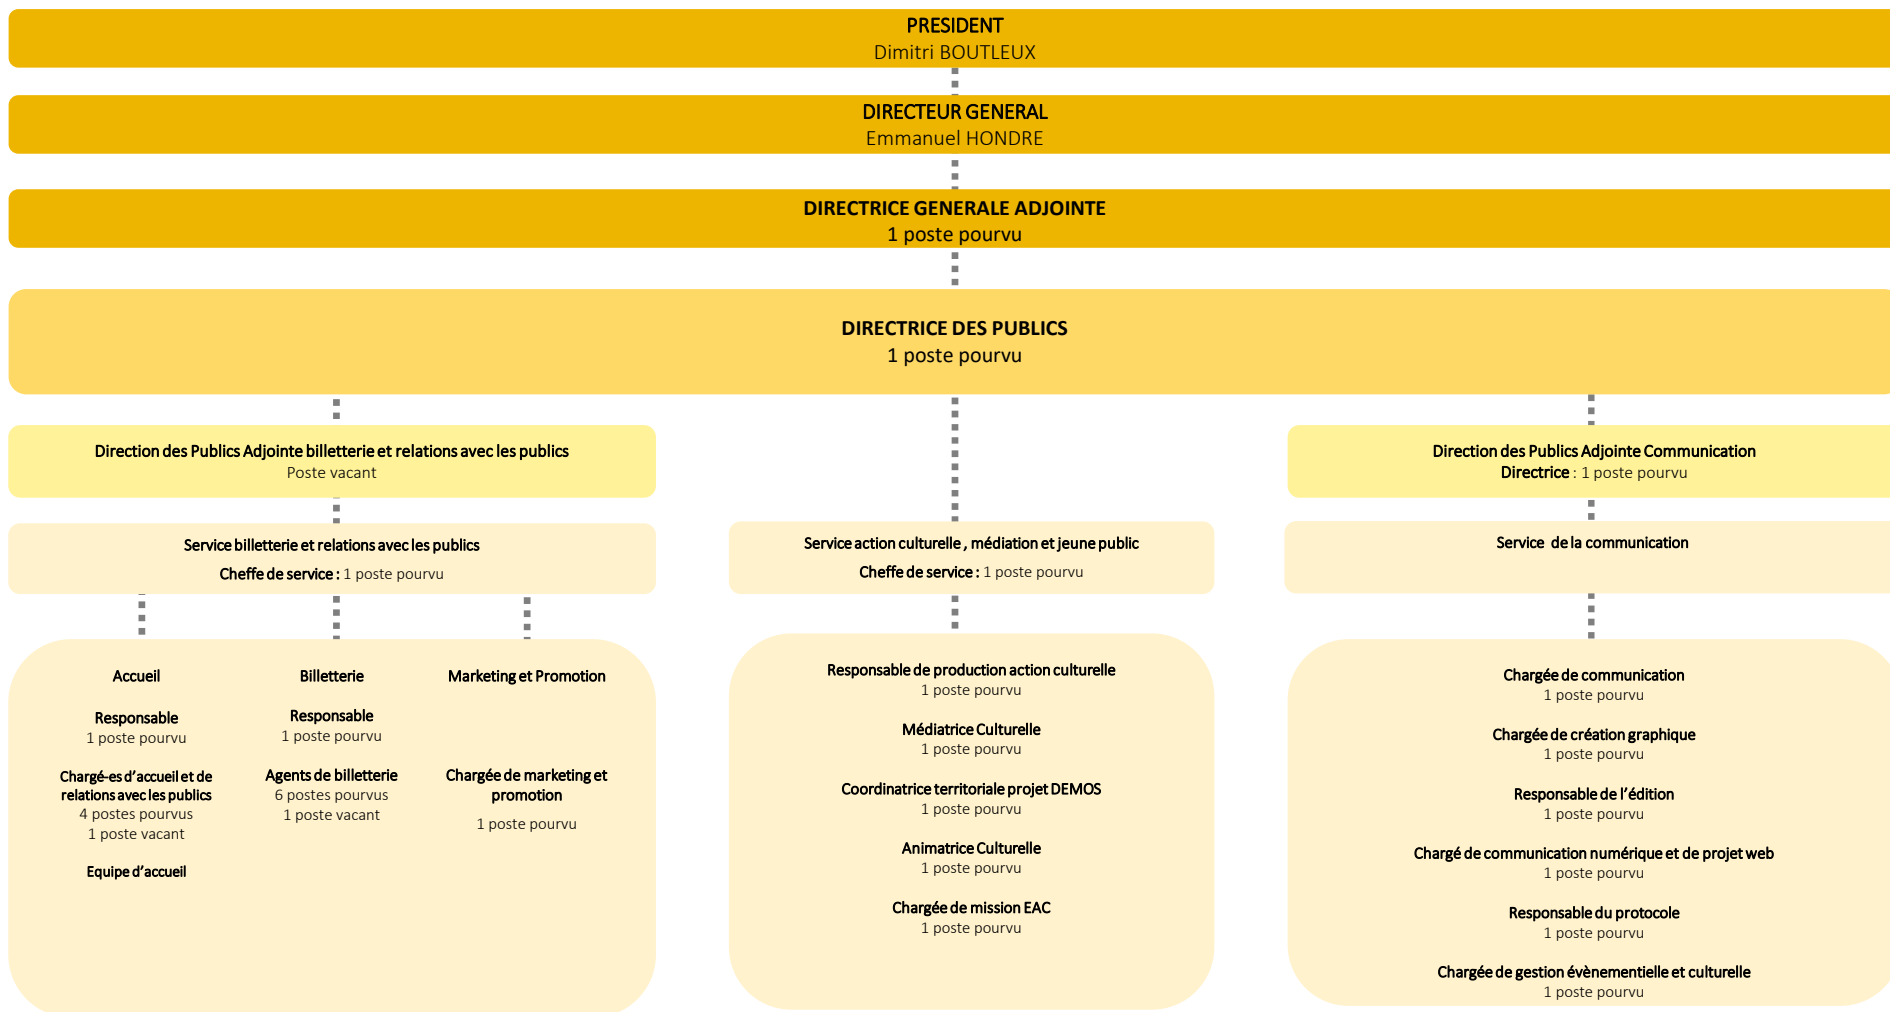 PRESIDENT
Dimitri BOUTLEUX
DIRECTEUR GENERAL
Emmanuel HONDRE
DIRECTRICE GENERALE ADJOINTE
1 poste pourvu
DIRECTRICE DES PUBLICS
1 poste pourvu
Direction des Publics Adjointe billetterie et relations avec les publics
Poste vacant
Direction des Publics Adjointe Communication
Directrice : 1 poste pourvu
Service billetterie et relations avec les publics
Cheffe de service : 1 poste pourvu
Service action culturelle , médiation et jeune public
Cheffe de service : 1 poste pourvu
Service de la communication
Accueil
Responsable
1 poste pourvu
Chargé-es d’accueil et de
relations avec les publics
4 postes pourvus
1 poste vacant
Equipe d’accueil
Billetterie
Responsable
1 poste pourvu
Agents de billetterie
6 postes pourvus
1 poste vacant
Marketing et Promotion
Chargée de marketing et
promotion
1 poste pourvu
Responsable de production action culturelle
1 poste pourvu
Médiatrice Culturelle
1 poste pourvu
Coordinatrice territoriale projet DEMOS
1 poste pourvu
Animatrice Culturelle
1 poste pourvu
Chargée de mission EAC
1 poste pourvu
Chargée de communication
1 poste pourvu
Chargée de création graphique
1 poste pourvu
Responsable de l’édition
1 poste pourvu
Chargé de communication numérique et de projet web
1 poste pourvu
Responsable du protocole
1 poste pourvu
Chargée de gestion évènementielle et culturelle
1 poste pourvu